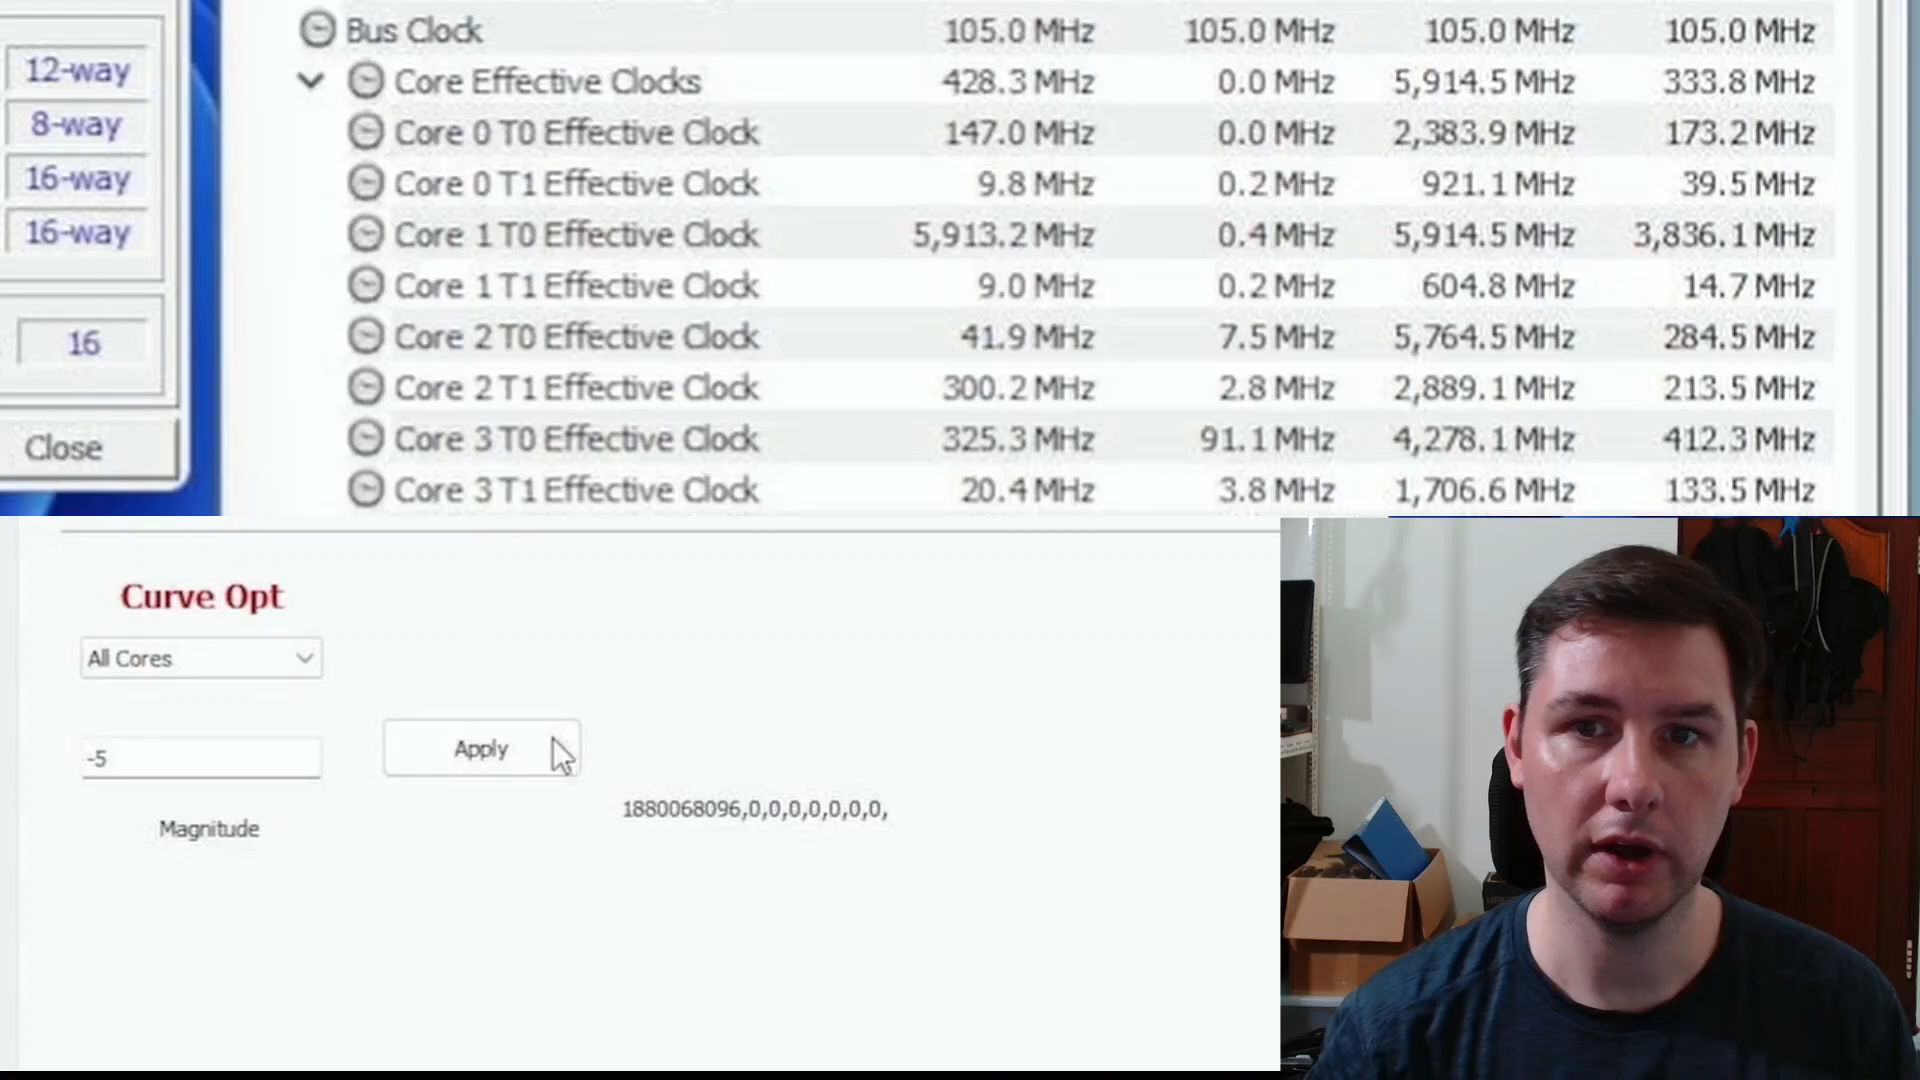 12-way
8-way
16-way
16-way
16
Close
Bus Clock 105.0 MHz 105.0 MHz 105.0 MHz 105.0 MHz
Core Effective Clocks 428.3 MHz 0.0 MHz 5,914.5 MHz 333.8 MHz
Core 0 T0 Effective Clock 147.0 MHz 0.0 MHz 2,383.9 MHz 173.2 MHz
Core 0 T1 Effective Clock 9.8 MHz 0.2 MHz 921.1 MHz 39.5 MHz
Core 1 T0 Effective Clock 5,913.2 MHz 0.4 MHz 5,914.5 MHz 3,836.1 MHz
Core 1 T1 Effective Clock 9.0 MHz 0.2 MHz 604.8 MHz 14.7 MHz
Core 2 T0 Effective Clock 41.9 MHz 7.5 MHz 5,764.5 MHz 284.5 MHz
Core 2 T1 Effective Clock 300.2 MHz 2.8 MHz 2,889.1 MHz 213.5 MHz
Core 3 T0 Effective Clock 325.3 MHz 91.1 MHz 4,278.1 MHz 412.3 MHz
Core 3 T1 Effective Clock 20.4 MHz 3.8 MHz 1,706.6 MHz 133.5 MHz
Curve Opt
All Cores
-5
Apply
1880068096,0,0,0,0,0,0,0,
Magnitude